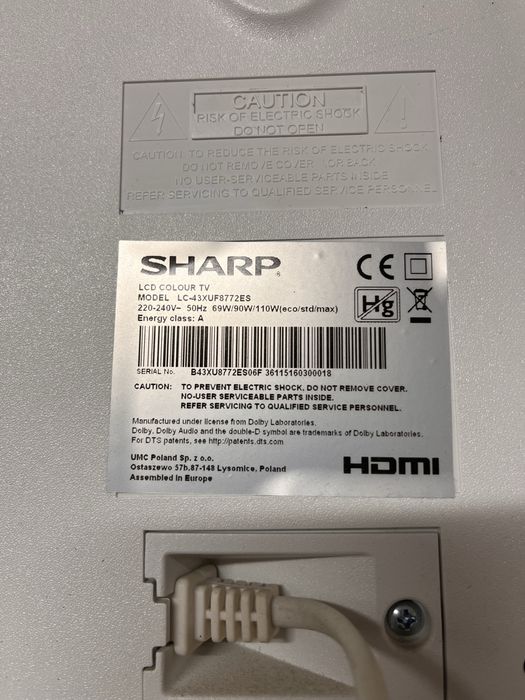 CAUTION
RISK OF ELECTRIC SHOCK
DO NOT OPEN
CAUTION: TO REDUCE THE RISK OF ELECTRIC SHOCK
DO NOT REMOVE COVER (OR BACK
NO USER-SERVICEABLE PARTS INSIDE
REFER SERVICING TO QUALIFIED SERVICE PERSONNEL
SHARP®
CE
LCD COLOUR TV
MODEL LC-43XUF8772ES
220-240V~ 50Hz 69W/90W/110W(eco/std/max)
Energy class: A
Hg
SERIAL No. B43XU8772ES06F 36115160300018
CAUTION: TO PREVENT ELECTRIC SHOCK, DO NOT REMOVE COVER.
NO-USER SERVICEABLE PARTS INSIDE.
REFER SERVICING TO QUALIFIED SERVICE PERSONNEL.
Manufactured under license from Dolby Laboratories.
Dolby, Dolby Audio and the double-D symbol are trademarks of Dolby Laboratories.
For DTS patents, see http://patents.dts.com
UMC Poland Sp. z o.o.
Ostaszewo 57b,87-148 Lysomice, Poland
Assembled in Europe
HDMI